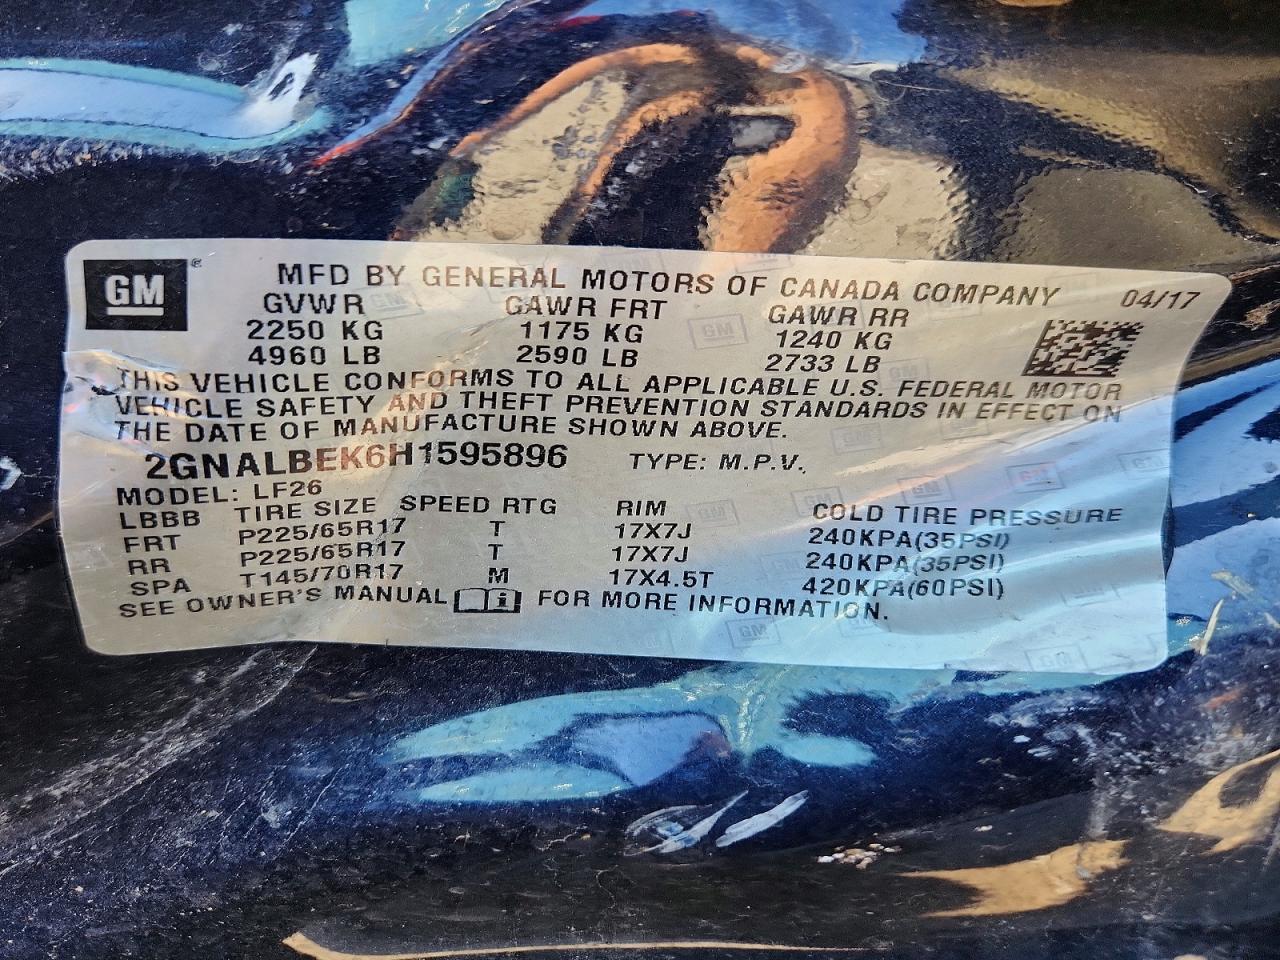 GM® MFD BY GENERAL MOTORS OF CANADA COMPANY 04/17
GVWR GAWR FRT GAWR RR
2250 KG 1175 KG 1240 KG
4960 LB 2590 LB 2733 LB
THIS VEHICLE CONFORMS TO ALL APPLICABLE U.S. FEDERAL MOTOR
VEHICLE SAFETY AND THEFT PREVENTION STANDARDS IN EFFECT ON
THE DATE OF MANUFACTURE SHOWN ABOVE.
2GNALBEK6H1595896 TYPE: M.P.V.
MODEL: LF26
LBBB TIRE SIZE SPEED RTG RIM COLD TIRE PRESSURE
FRT P225/65R17 T 17X7J 240KPA(35PSI)
RR P225/65R17 T 17X7J 240KPA(35PSI)
SPA T145/70R17 M 17X4.5T 420KPA(60PSI)
SEE OWNER'S MANUAL i FOR MORE INFORMATION.